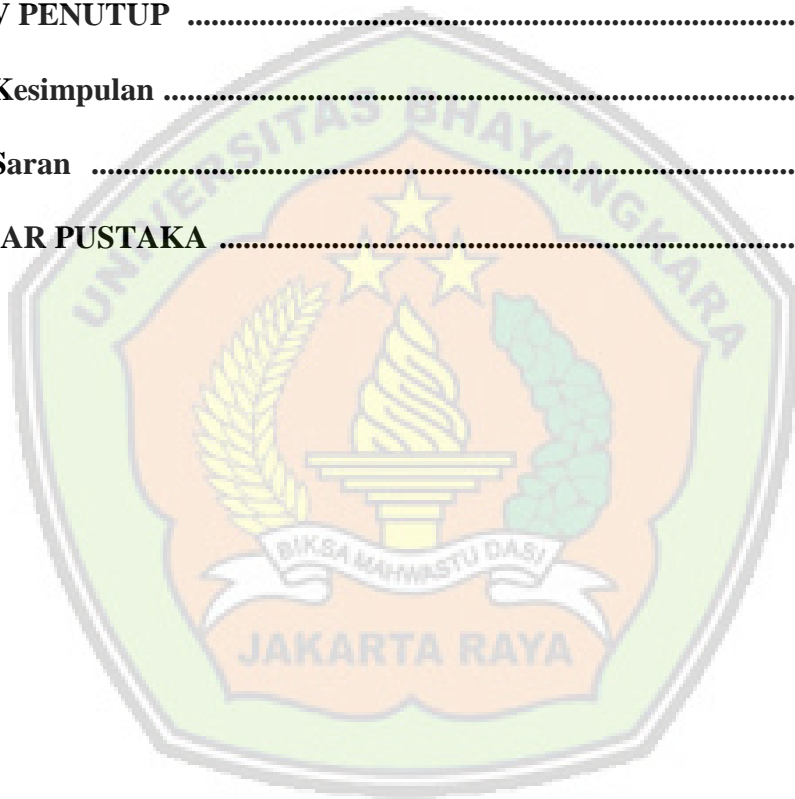 V PENUTUP ............................................................................
Kesimpulan ...............................................................................
Saran ........................................................................................
AR PUSTAKA ........................................................................
UNIVERSITAS BHAYANGKARA
BIKSA MAHWASTU DASI
JAKARTA RAYA